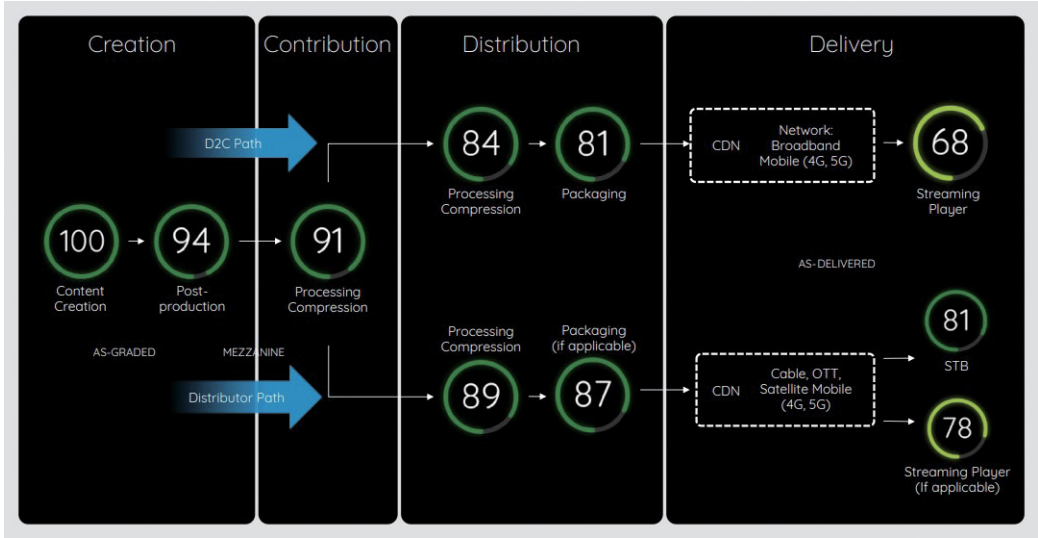 Creation
Contribution
Distribution
Delivery
D2C Path
84
Processing
Compression
81
Packaging
CDN
Network:
Broadband
Mobile (4G, 5G)
68
Streaming
Player
100
Content
Creation
94
Post-
production
91
Processing
Compression
AS-DELIVERED
AS-GRADED
MEZZANINE
Distributor Path
Processing
Compression
89
Packaging
(if applicable)
87
CDN
Cable, OTT,
Satellite Mobile
(4G, 5G)
81
STB
78
Streaming Player
(If applicable)